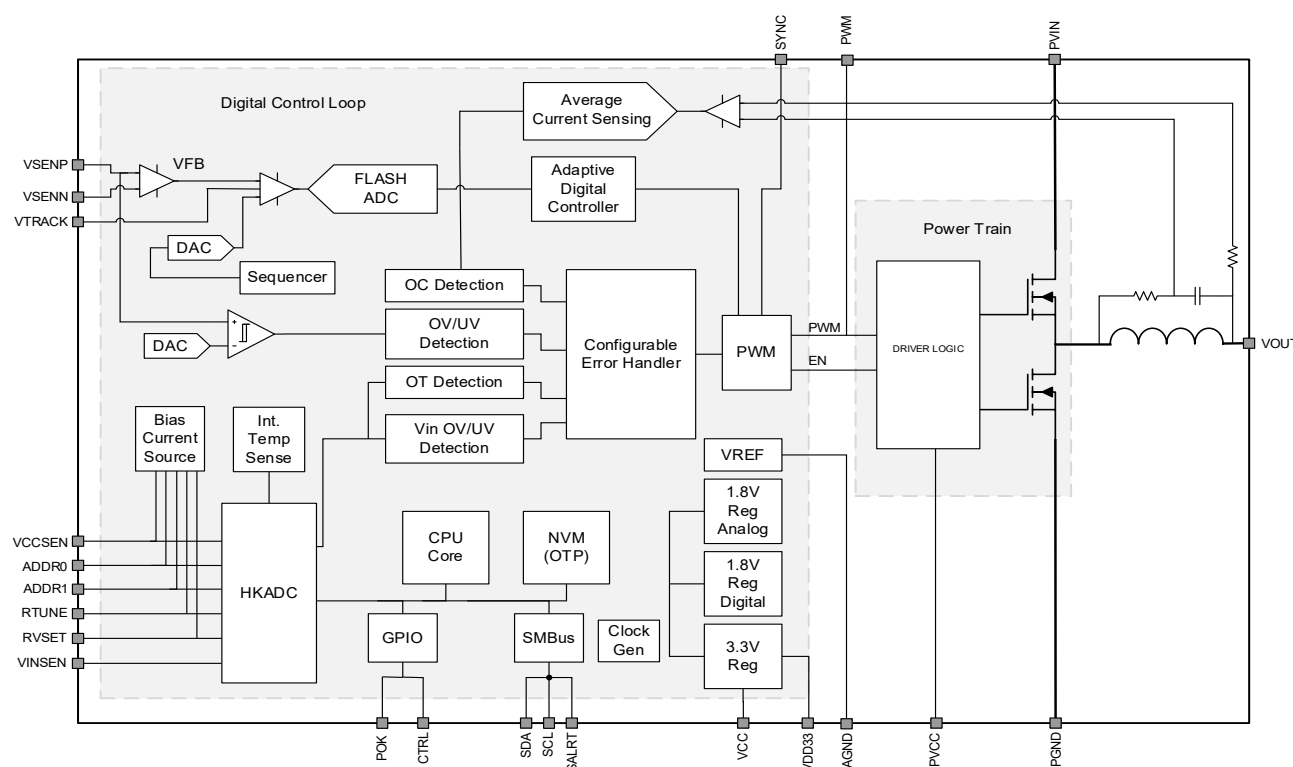 SYNC
PWM
PVIN
Digital Control Loop
Average
Current Sensing
VSENP
VFB
VSENN
VTRACK
FLASH
ADC
Adaptive
Digital
Controller
DAC
Sequencer
Power Train
OC Detection
OV/UV
Detection
DAC
+
-
Configurable
Error Handler
PWM
PWM
EN
DRIVER LOGIC
VOUT
OT Detection
Vin OV/UV
Detection
Bias
Current
Source
Int.
Temp
Sense
VREF
1.8V
Reg
Analog
1.8V
Reg
Digital
3.3V
Reg
VCCSEN
ADDR0
ADDR1
RTUNE
RVSET
VINSEN
HKADC
CPU
Core
NVM
(OTP)
GPIO
SMBus
Clock
Gen
POK
CTRL
SDA
SCL
SALRT
VCC
VDD33
AGND
PVCC
PGND